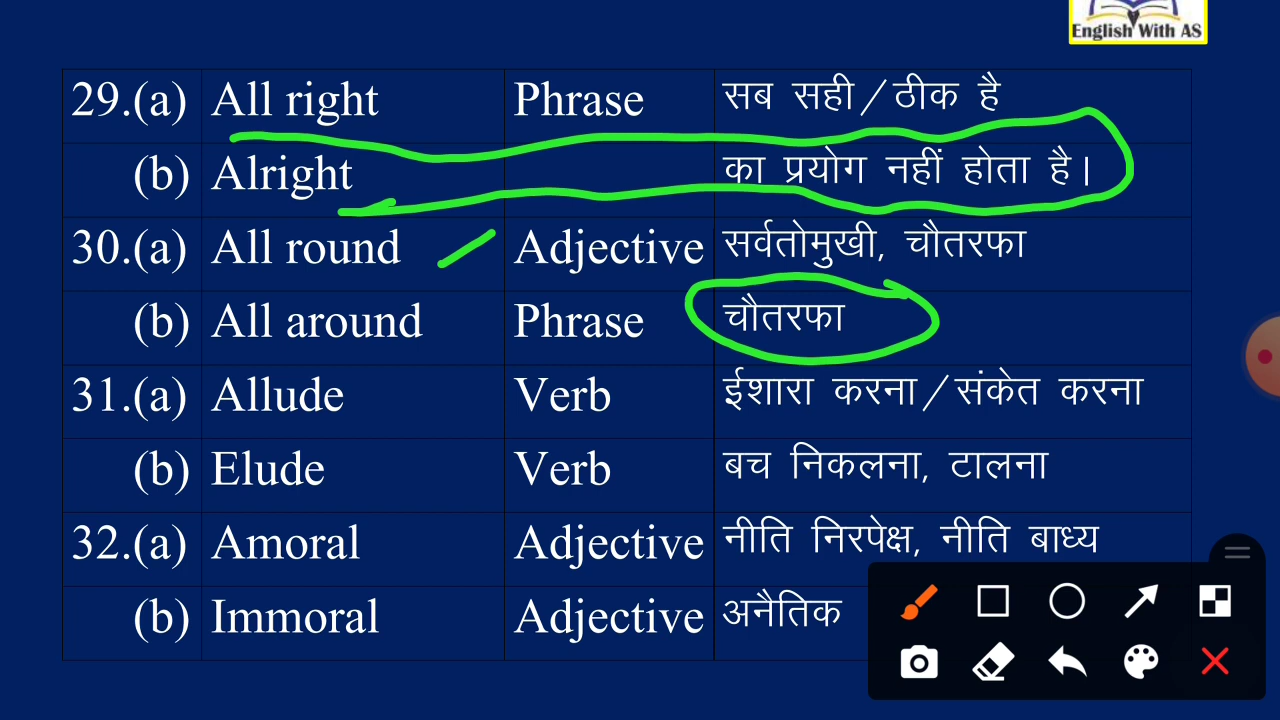 English With AS
29.(a) All right Phrase सब सही/ठीक है
(b) Alright का प्रयोग नहीं होता है।
30.(a) All round Adjective सर्वतोमुखी, चौतरफा
(b) All around Phrase चौतरफा
31.(a) Allude Verb ईशारा करना/संकेत करना
(b) Elude Verb बच निकलना, टालना
32.(a) Amoral Adjective नीति निरपेक्ष, नीति बाध्य
(b) Immoral Adjective अनैतिक